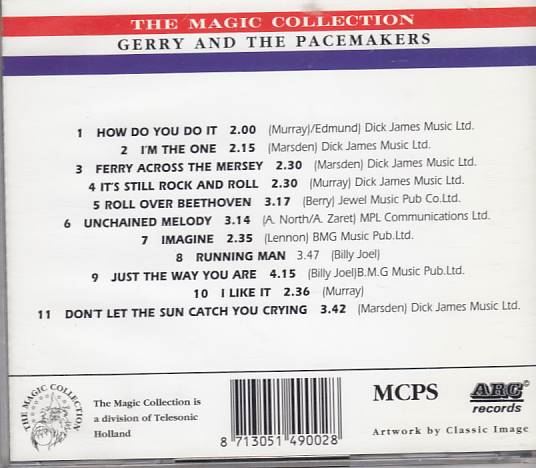 THE MAGIC COLLECTION
GERRY AND THE PACEMAKERS
1 HOW DO YOU DO IT 2.00 (Murray)/Edmund) Dick James Music Ltd.
2 I'M THE ONE 2.15 (Marsden) Dick James Music Ltd.
3 FERRY ACROSS THE MERSEY 2.30 (Marsden) Dick James Music Ltd.
4 IT'S STILL ROCK AND ROLL 2.30 (Murray) Dick James Music Ltd.
5 ROLL OVER BEETHOVEN 3.17 (Berry) Jewel Music Pub Co.Ltd.
6 UNCHAINED MELODY 3.14 (A. North/A. Zaret) MPL Communications Ltd.
7 IMAGINE 2.35 (Lennon) BMG Music Pub.Ltd.
8 RUNNING MAN 3.47 (Billy Joel)
9 JUST THE WAY YOU ARE 4.15 (Billy Joel)B.M.G Music Pub.Ltd.
10 I LIKE IT 2.36 (Murray)
11 DON'T LET THE SUN CATCH YOU CRYING 3.42 (Marsden) Dick James Music Ltd.
THE MAGIC COLLECTION
The Magic Collection is
a division of Telesonic
Holland
8 713051 490028
MCPS
ARC©
records
Artwork by Classic Image